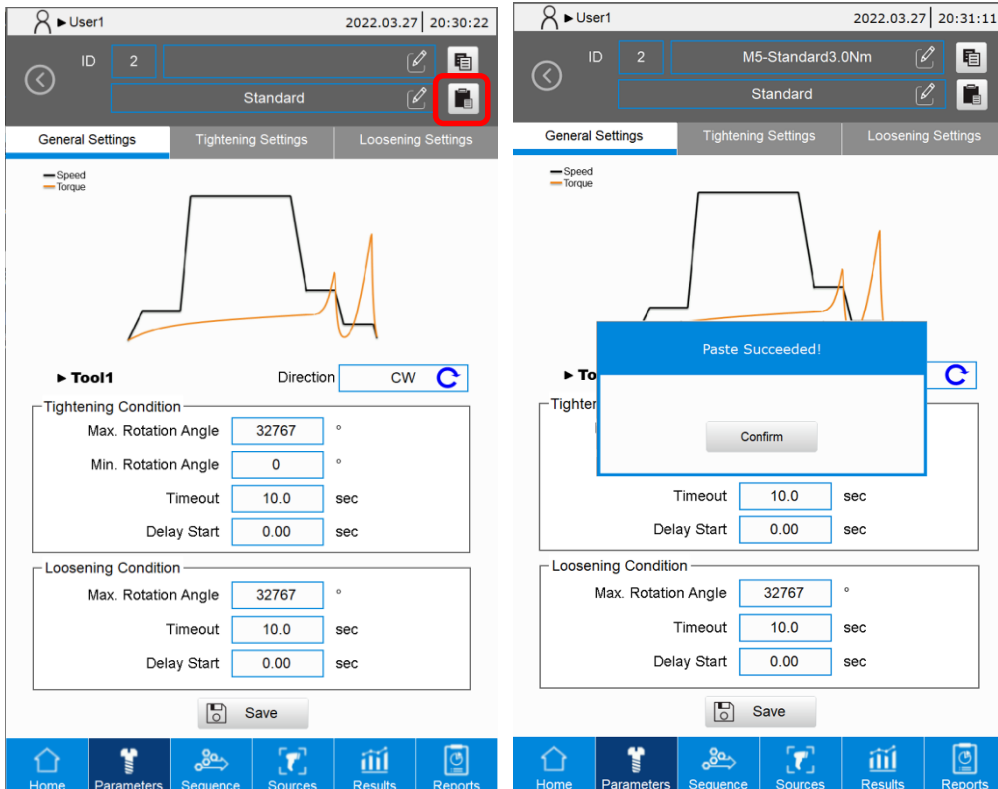 ►User1 2022.03.27 20:30:22
ID 2
Standard
General Settings Tightening Settings Loosening Settings
Speed
Torque
►Tool1 Direction CW
Tightening Condition
Max. Rotation Angle 32767 °
Min. Rotation Angle 0 °
Timeout 10.0 sec
Delay Start 0.00 sec
Loosening Condition
Max. Rotation Angle 32767 °
Timeout 10.0 sec
Delay Start 0.00 sec
Save
Home Parameters Sequence Sources Results Reports
►User1 2022.03.27 20:31:11
ID 2 M5-Standard3.0Nm
Standard
General Settings Tightening Settings Loosening Settings
Speed
Torque
Paste Succeeded!
►To
Tighter
Confirm
Timeout 10.0 sec
Delay Start 0.00 sec
Loosening Condition
Max. Rotation Angle 32767 °
Timeout 10.0 sec
Delay Start 0.00 sec
Save
Home Parameters Sequence Sources Results Reports